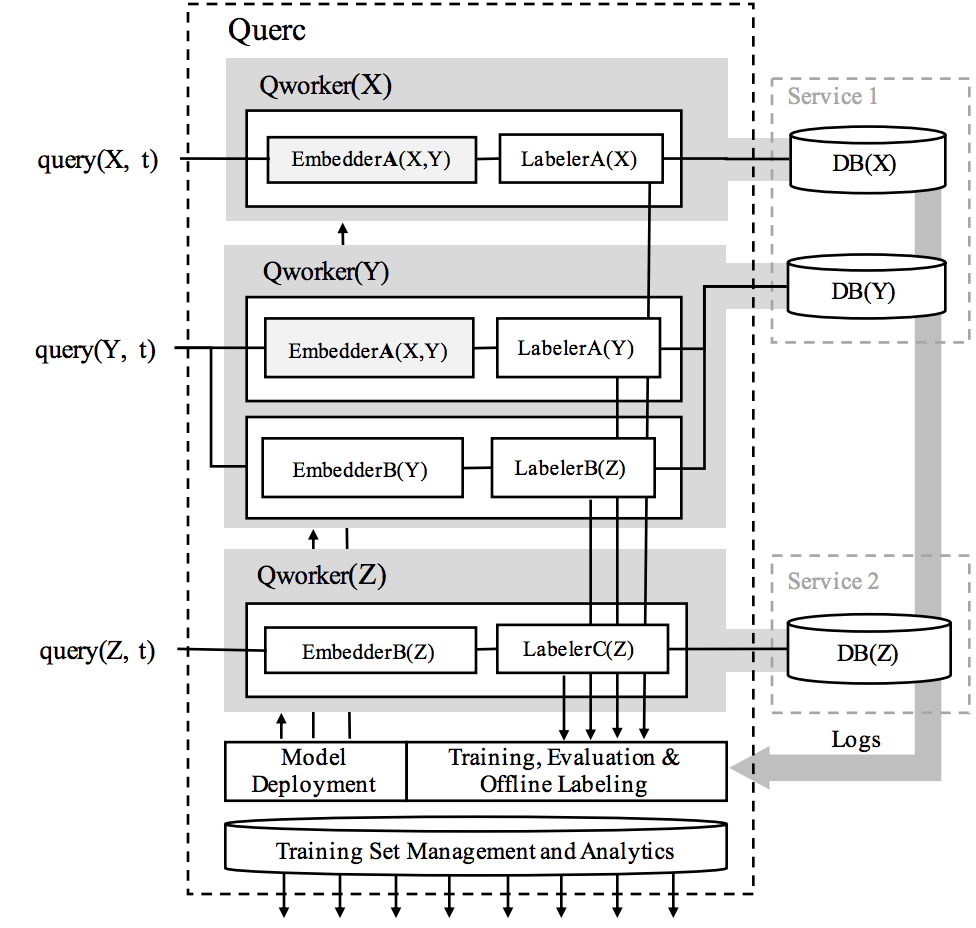 Querc
Qworker(X)
Service 1
query(X, t)
EmbedderA(X,Y)
LabelerA(X)
DB(X)
Qworker(Y)
DB(Y)
query(Y, t)
EmbedderA(X,Y)
LabelerA(Y)
EmbedderB(Y)
LabelerB(Z)
Qworker(Z)
Service 2
query(Z, t)
EmbedderB(Z)
LabelerC(Z)
DB(Z)
Logs
Model
Deployment
Training, Evaluation &
Offline Labeling
Training Set Management and Analytics